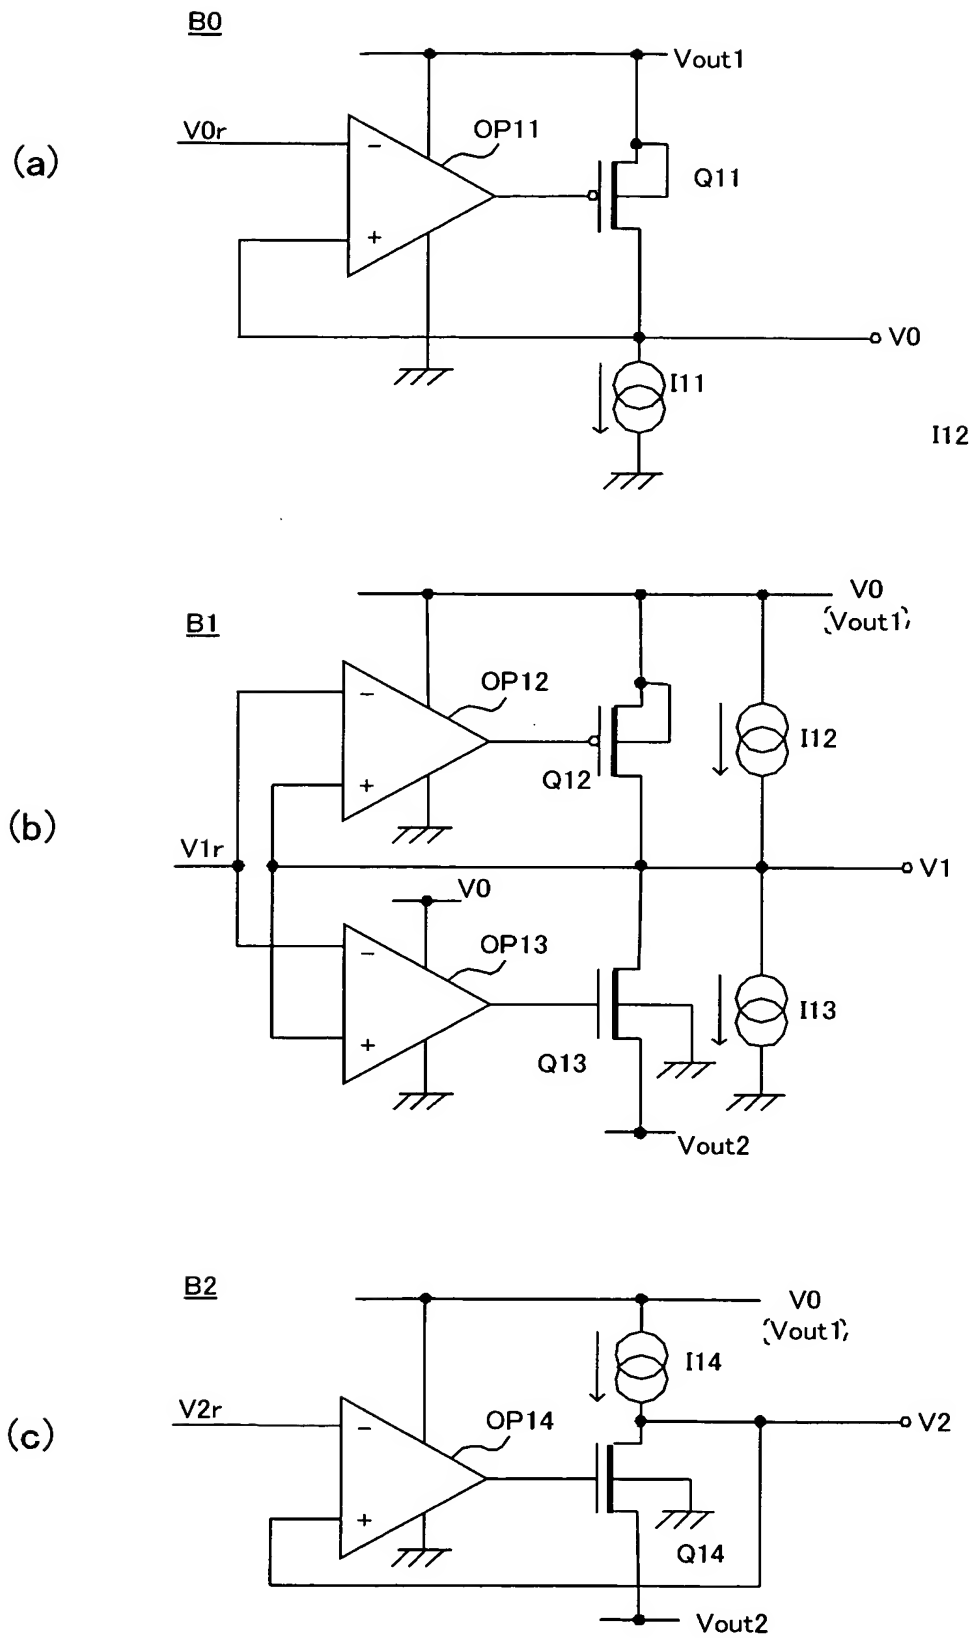 B0
Vout1
V0r
−
OP11
(a)
Q11
+
V0
I11
I12
V0
(Vout1)
B1
OP12
−
I12
Q12
+
(b)
V1r
V1
V0
OP13
−
I13
Q13
+
Vout2
B2
V0
(Vout1)
I14
V2r
−
OP14
V2
(c)
+
Q14
Vout2